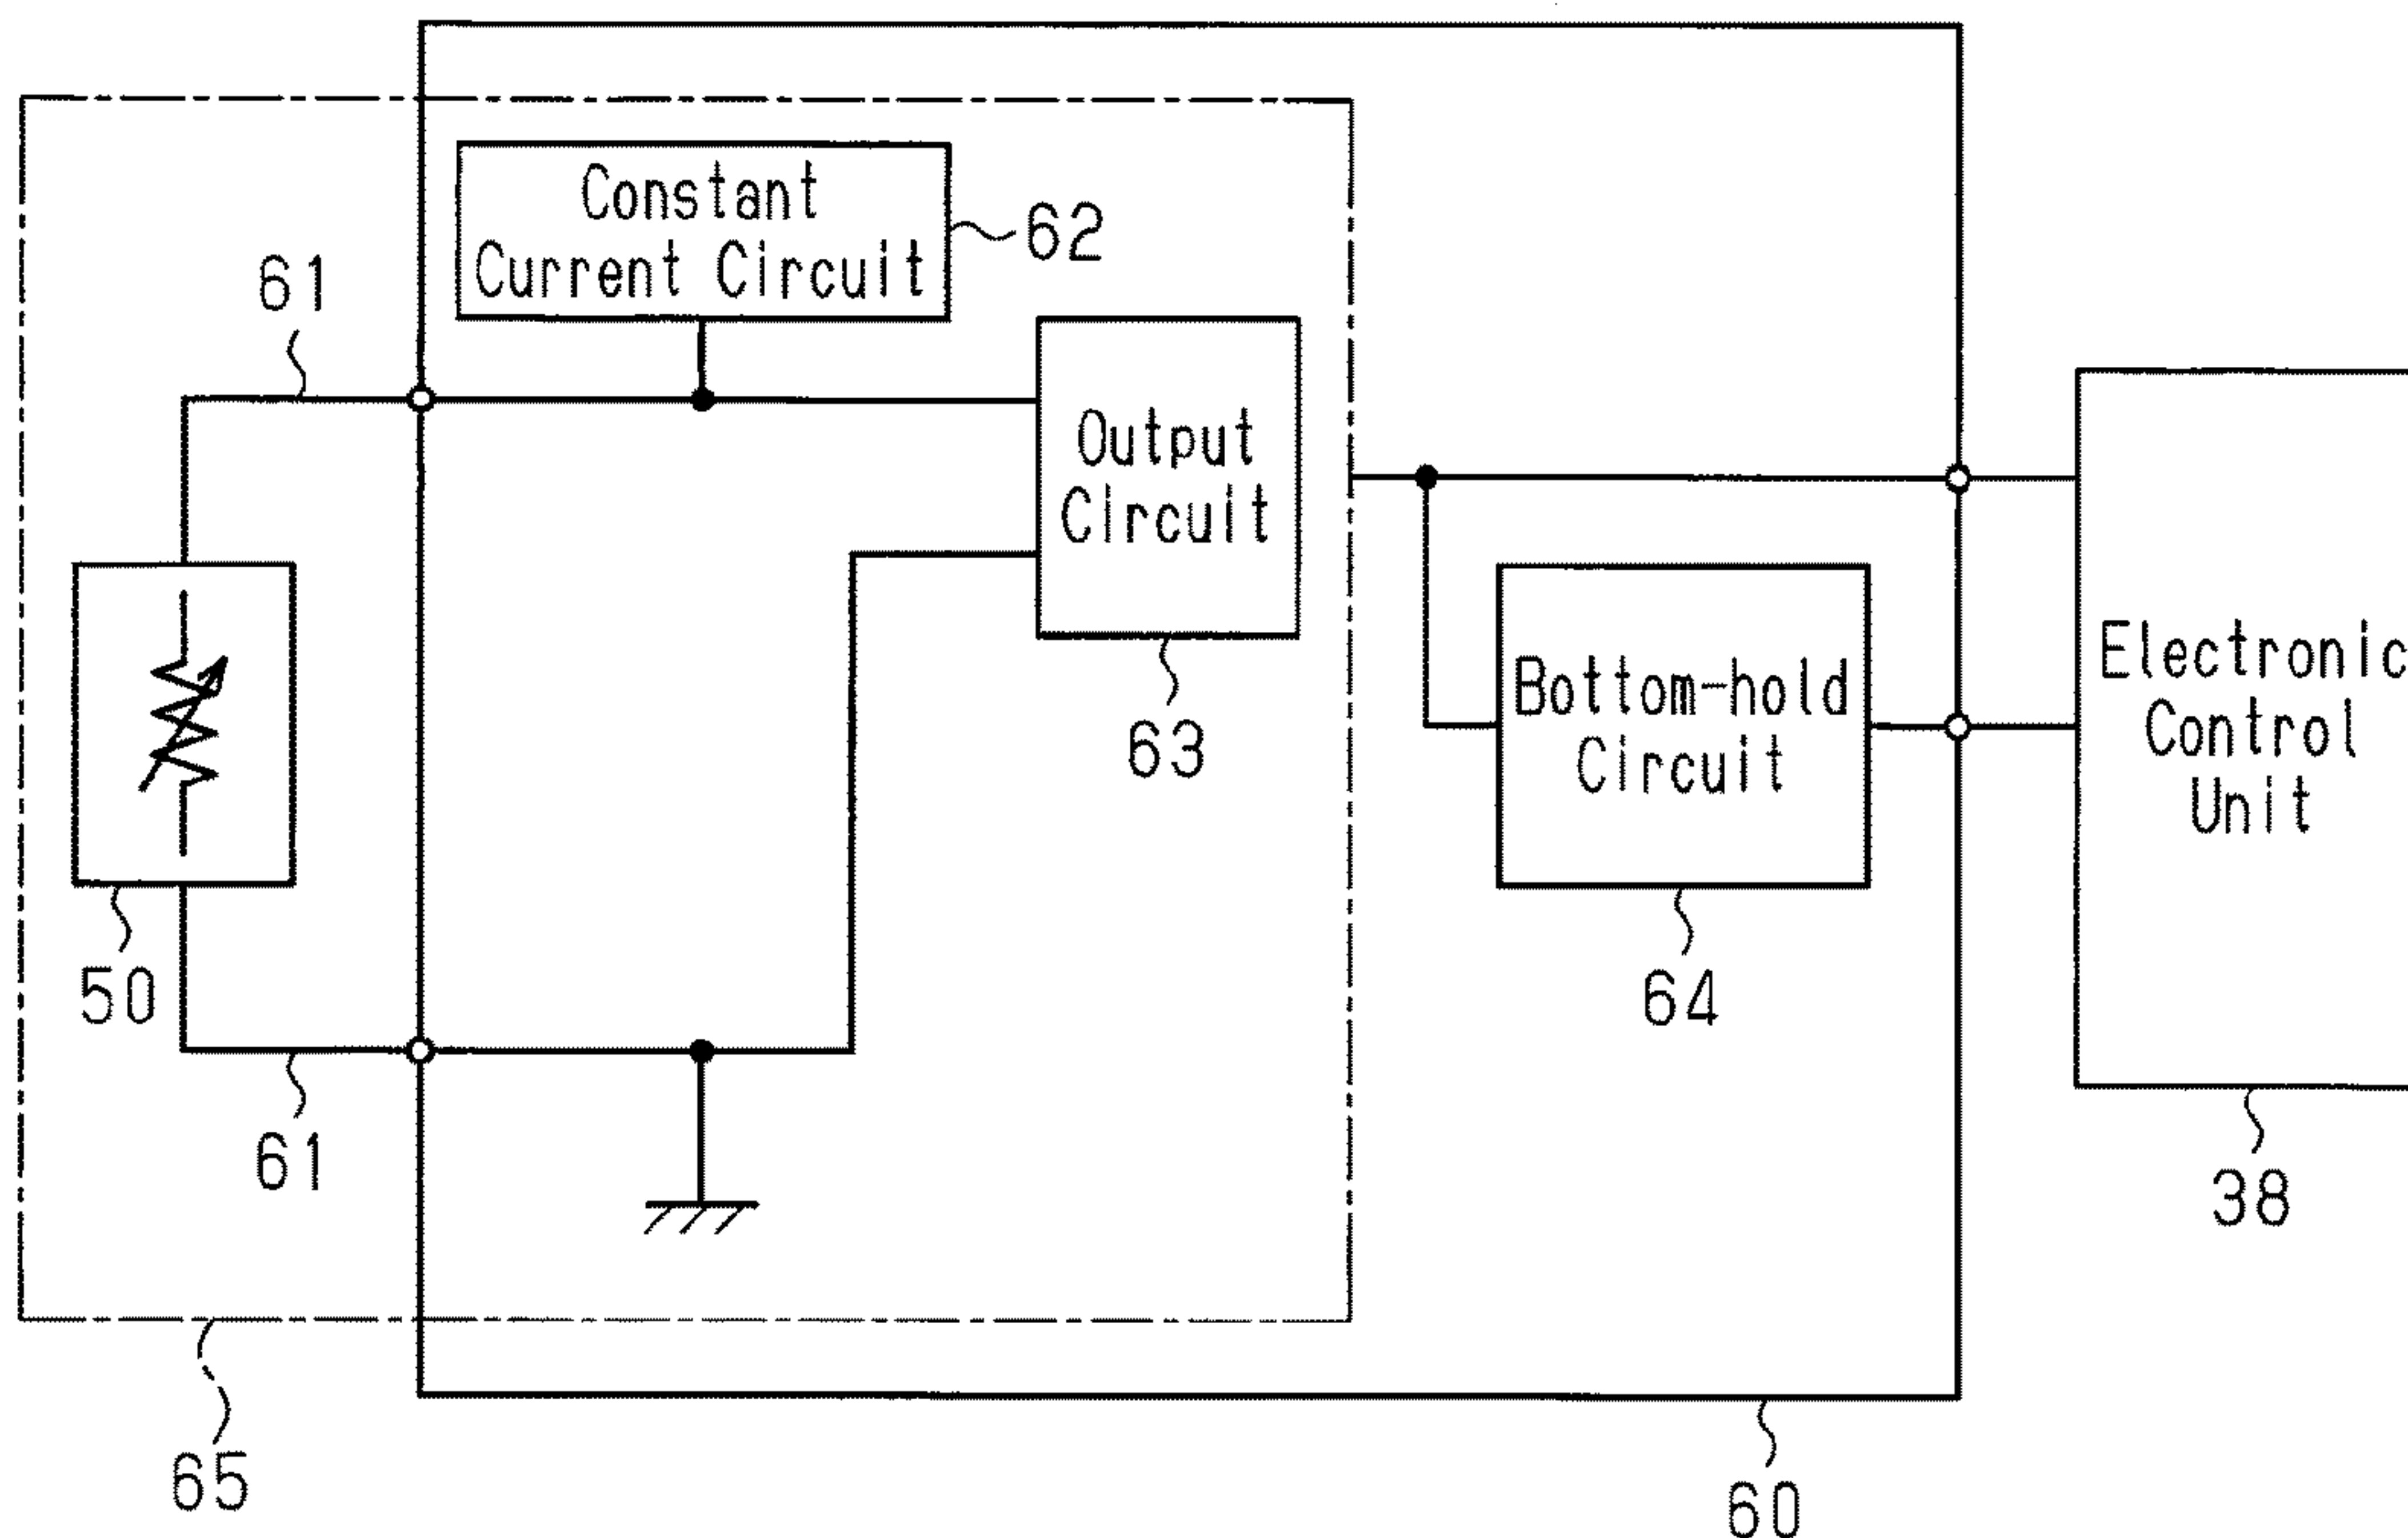 Constant
Current Circuit
62
61
Output
Circuit
63
Bottom-hold
Circuit
64
Electronic
Control
Unit
38
50
61
65
60